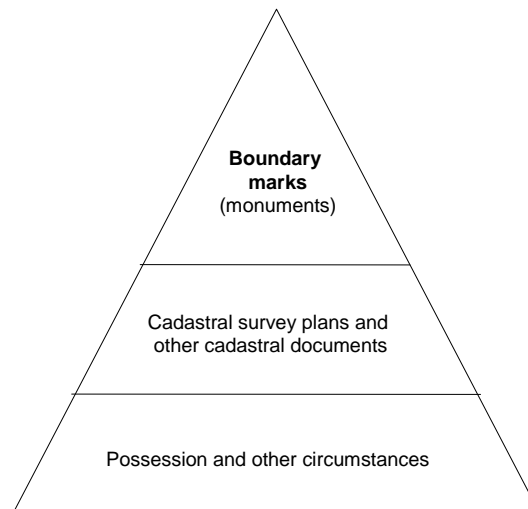 Boundary
marks
(monuments)
Cadastral survey plans and
other cadastral documents
Possession and other circumstances